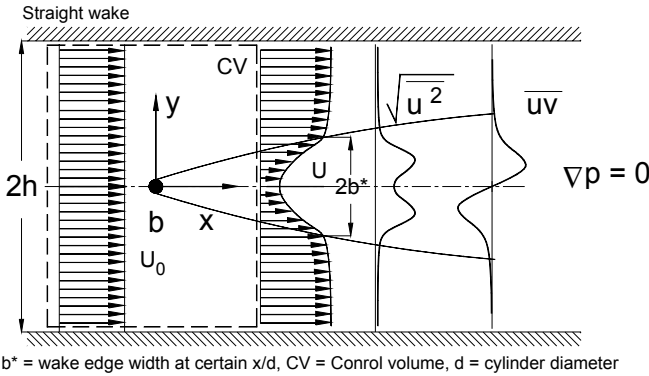 Straight wake
CV
√u²
uv
y
2h
U
2b*
∇p = 0
b
x
U₀
b* = wake edge width at certain x/d, CV = Conrol volume, d = cylinder diameter